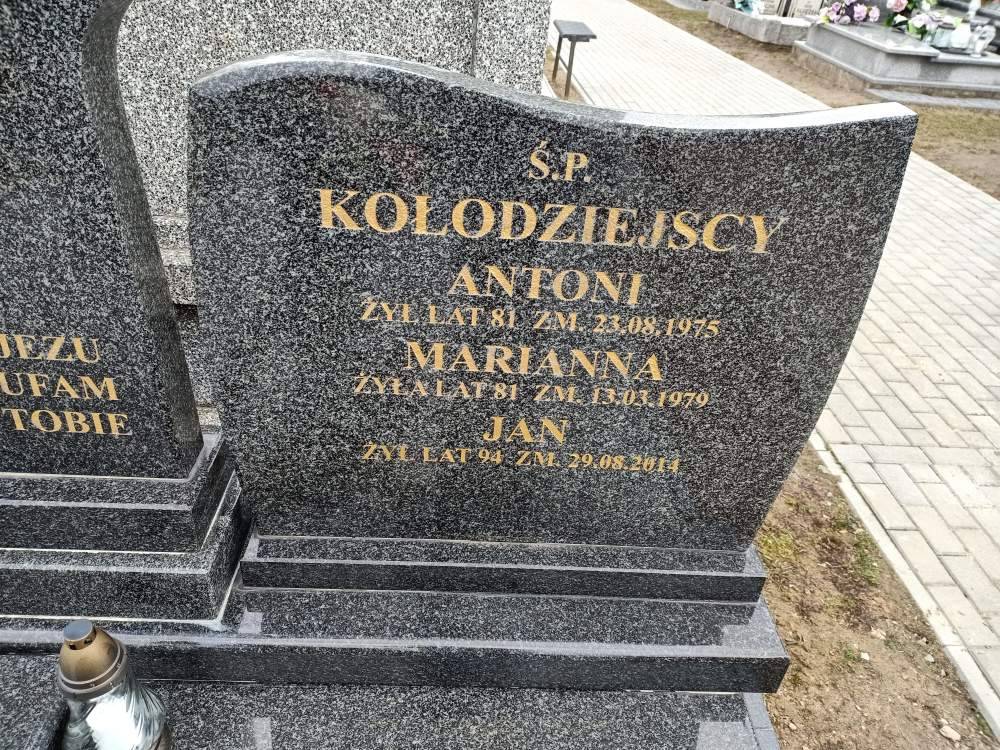 JEZU
UFAM
TOBIE
Ś.P.
KOŁODZIEJSCY
ANTONI
ŻYŁ LAT 81 ZM. 23.08.1975
MARIANNA
ŻYŁA LAT 81 ZM. 13.03.1979
JAN
ŻYŁ LAT 94 ZM. 29.08.2014